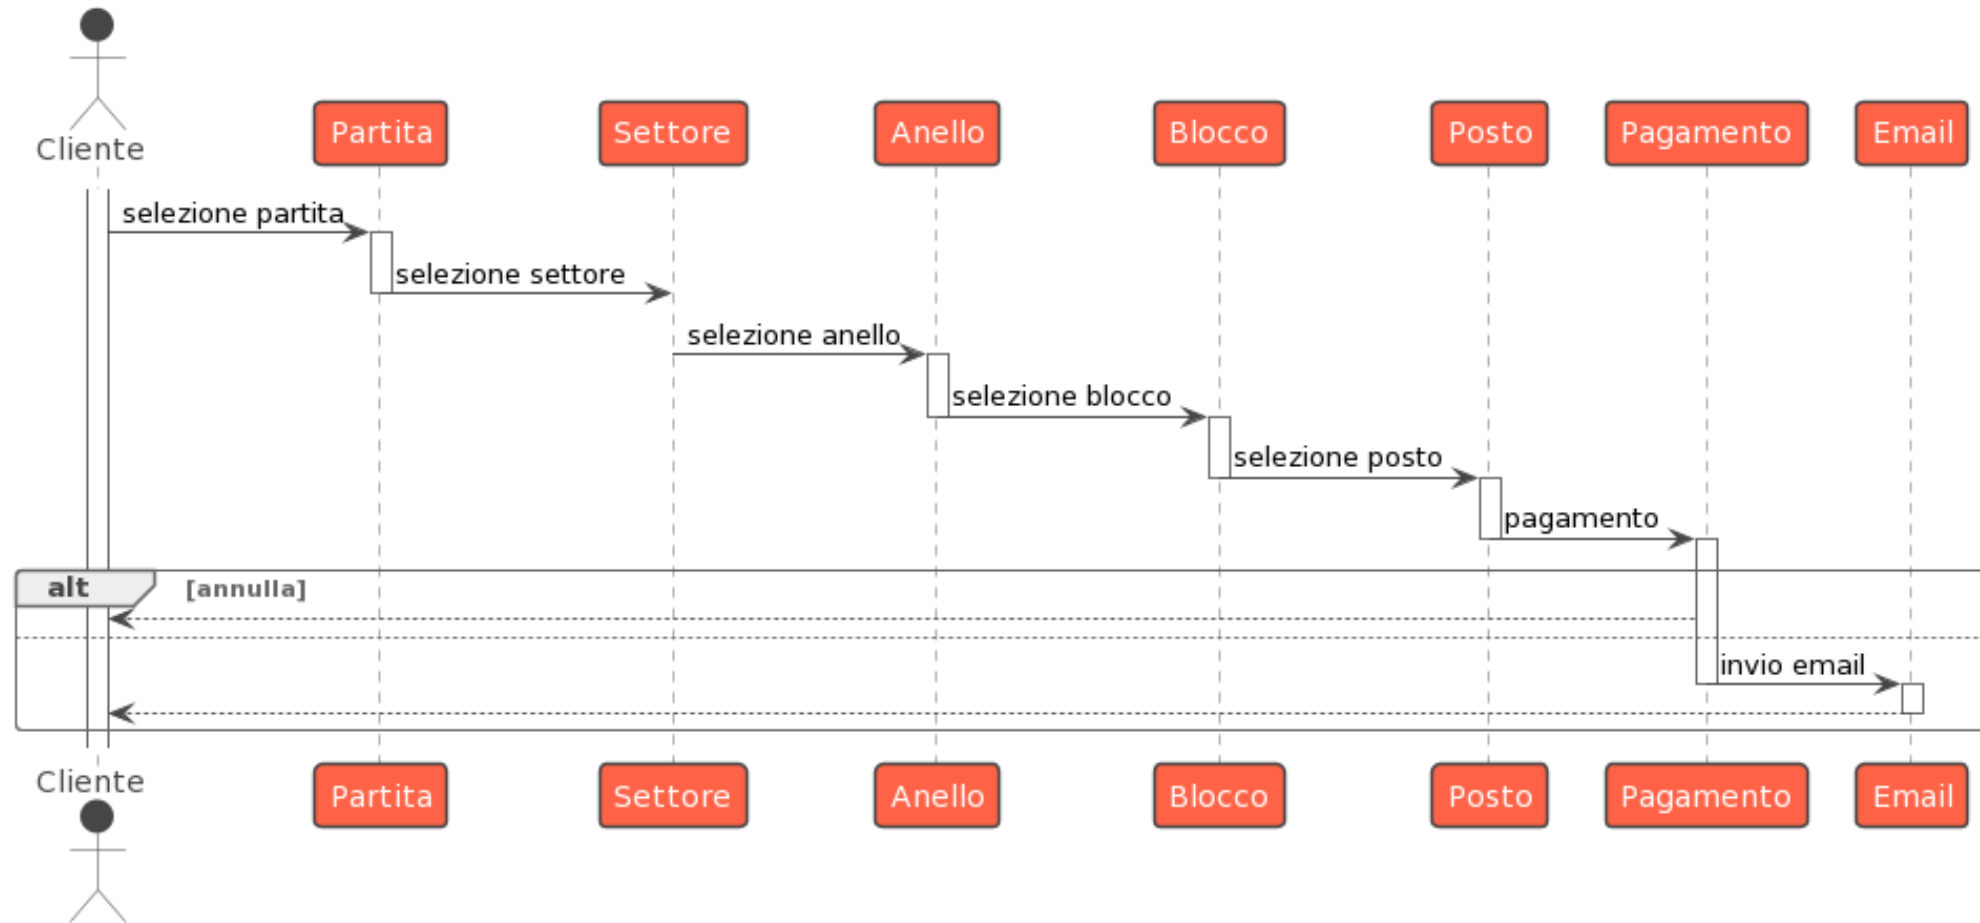 Cliente
Partita
Settore
Anello
Blocco
Posto
Pagamento
Email
selezione partita
selezione settore
selezione anello
selezione blocco
selezione posto
pagamento
alt
[annulla]
invio email
Cliente
Partita
Settore
Anello
Blocco
Posto
Pagamento
Email